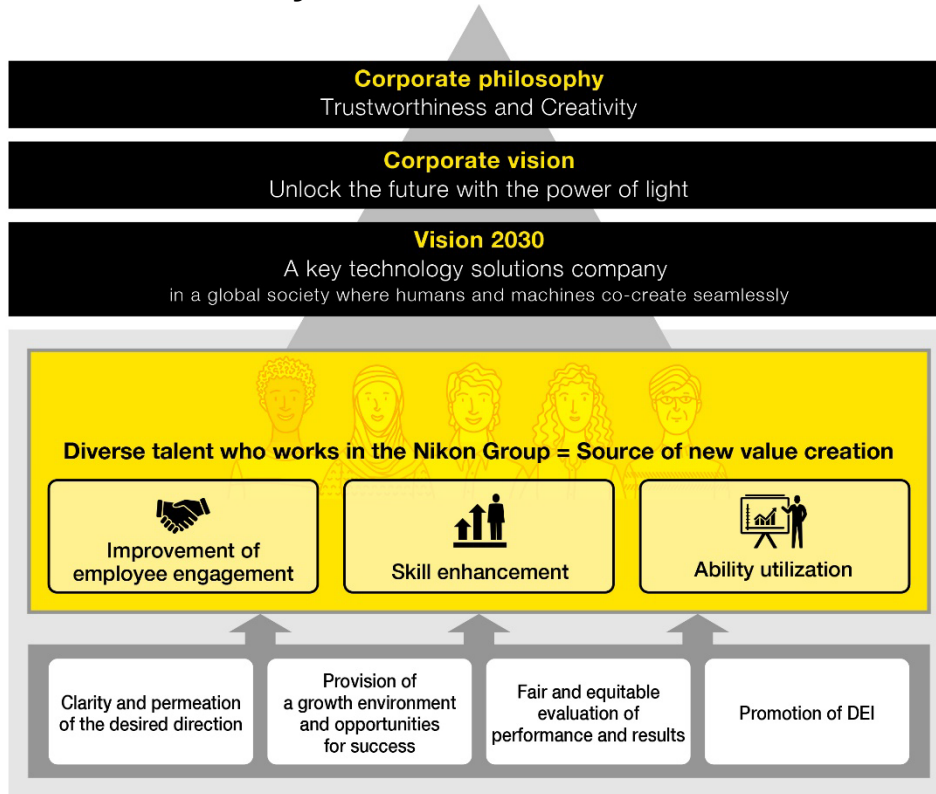 Corporate philosophy
Trustworthiness and Creativity
Corporate vision
Unlock the future with the power of light
Vision 2030
A key technology solutions company
in a global society where humans and machines co-create seamlessly
Diverse talent who works in the Nikon Group = Source of new value creation
Improvement of
employee engagement
Skill enhancement
Ability utilization
Clarity and permeation
of the desired direction
Provision of
a growth environment
and opportunities
for success
Fair and equitable
evaluation of
performance and results
Promotion of DEI